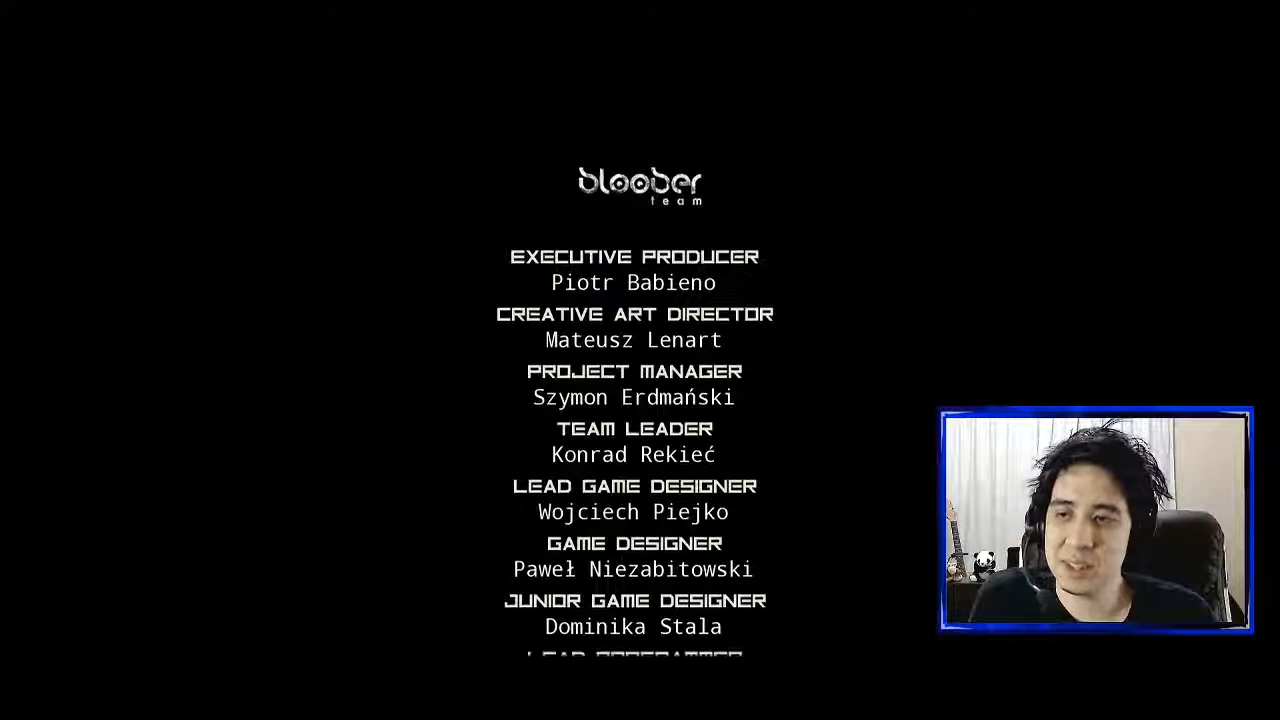 bloober
team
EXECUTIVE PRODUCER
Piotr Babieno
CREATIVE ART DIRECTOR
Mateusz Lenart
PROJECT MANAGER
Szymon Erdmański
TEAM LEADER
Konrad Rekieć
LEAD GAME DESIGNER
Wojciech Piejko
GAME DESIGNER
Paweł Niezabitowski
JUNIOR GAME DESIGNER
Dominika Stala